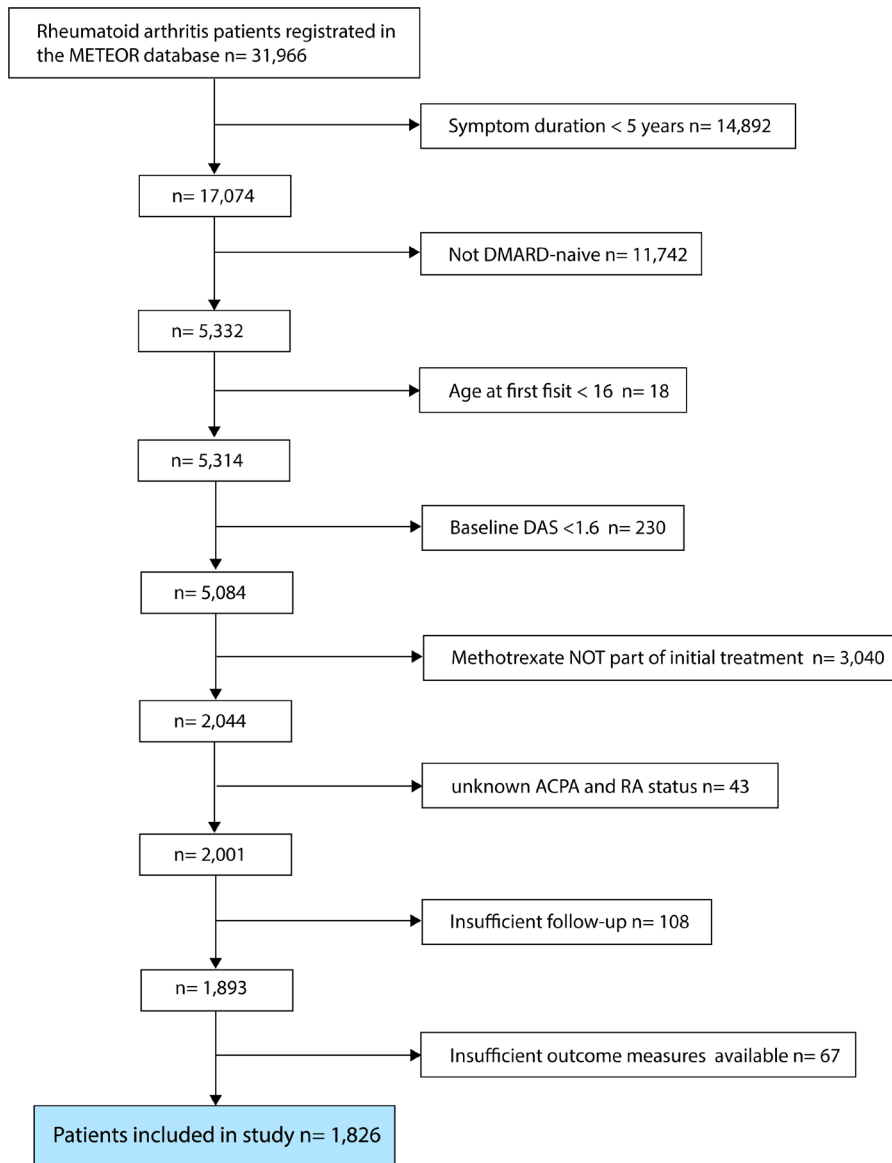 Rheumatoid arthritis patients registrated in
the METEOR database n= 31,966
Symptom duration < 5 years n= 14,892
n= 17,074
Not DMARD-naive n= 11,742
n= 5,332
Age at first fisit < 16 n= 18
n= 5,314
Baseline DAS <1.6 n= 230
n= 5,084
Methotrexate NOT part of initial treatment n= 3,040
n= 2,044
unknown ACPA and RA status n= 43
n= 2,001
Insufficient follow-up n= 108
n= 1,893
Insufficient outcome measures available n= 67
Patients included in study n= 1,826